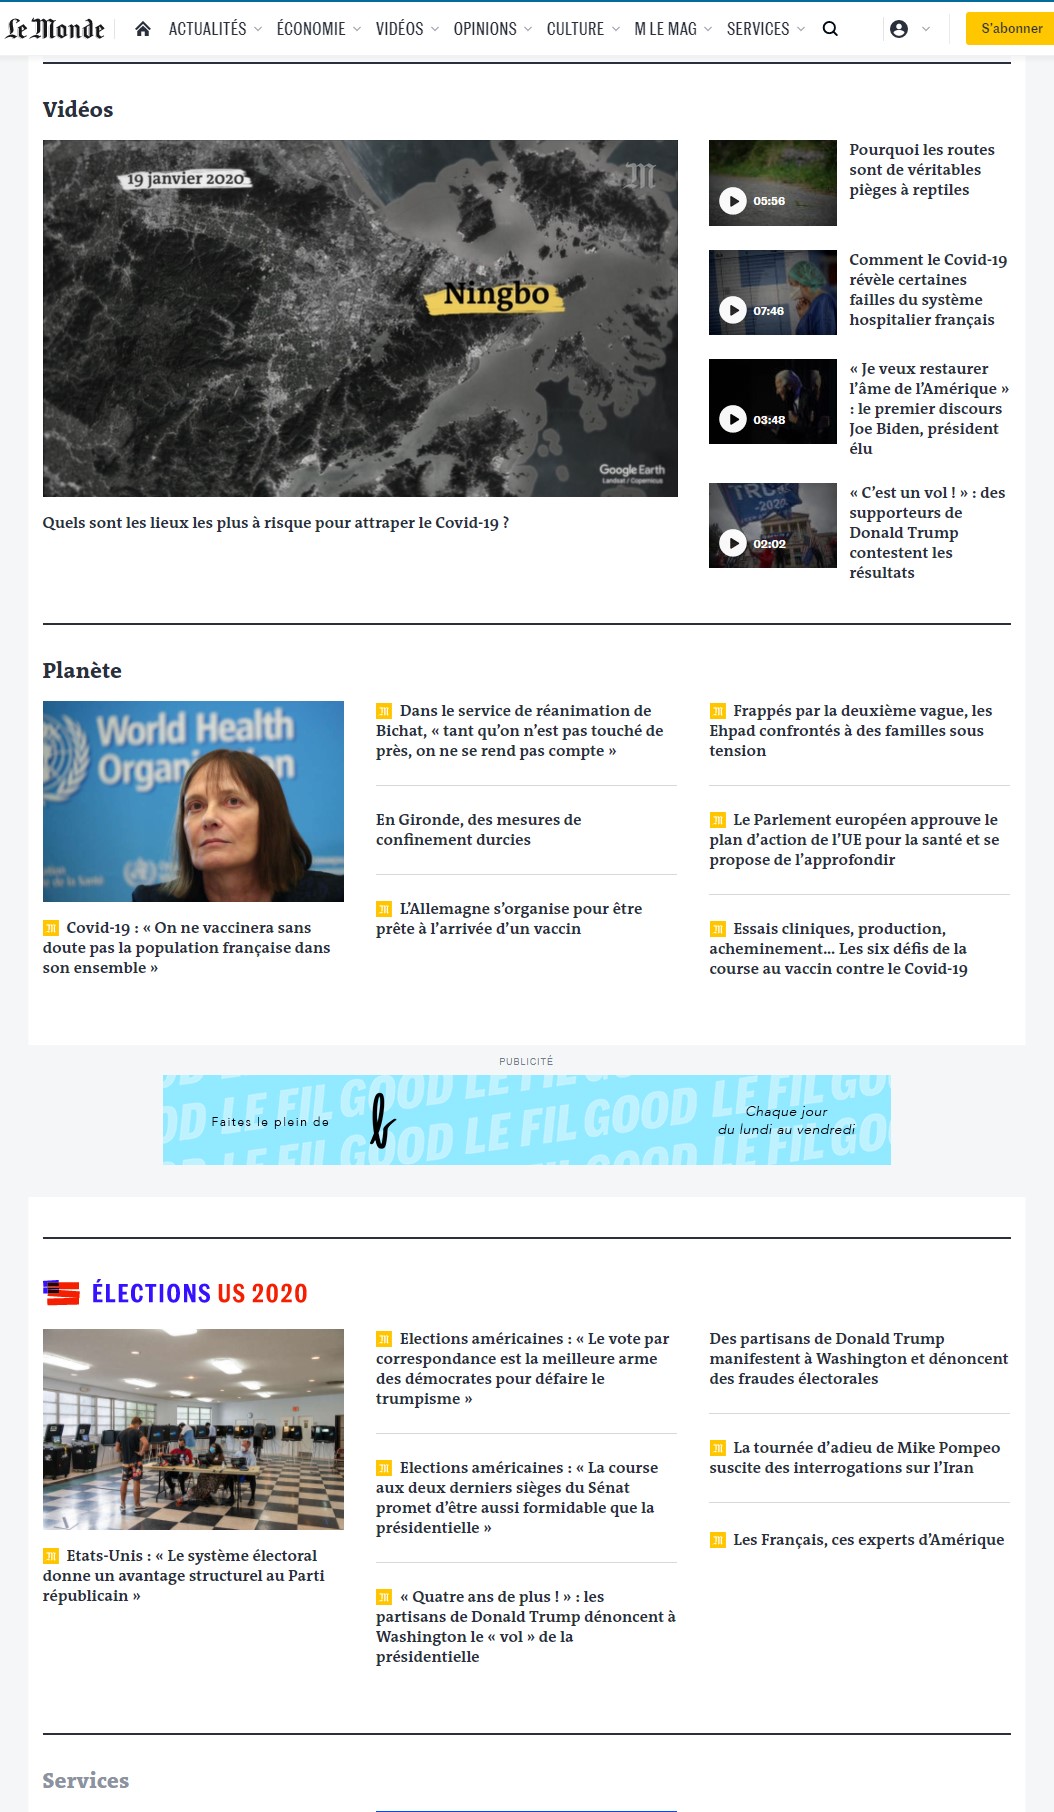 Le Monde
ACTUALITÉS
ÉCONOMIE
VIDÉOS
OPINIONS
CULTURE
M LE MAG
SERVICES
S'abonner
Vidéos
19 janvier 2020
M
Ningbo
Google Earth
Landsat / Copernicus
Quels sont les lieux les plus à risque pour attraper le Covid-19 ?
05:56
Pourquoi les routes
sont de véritables
pièges à reptiles
07:46
Comment le Covid-19
révèle certaines
failles du système
hospitalier français
03:48
« Je veux restaurer
l'âme de l'Amérique »
: le premier discours
Joe Biden, président
élu
02:02
« C'est un vol ! » : des
supporteurs de
Donald Trump
contestent les
résultats
Planète
World Health
Organisation
M Covid-19 : « On ne vaccinera sans
doute pas la population française dans
son ensemble »
M Dans le service de réanimation de
Bichat, « tant qu'on n'est pas touché de
près, on ne se rend pas compte »
En Gironde, des mesures de
confinement durcies
M L'Allemagne s'organise pour être
prête à l'arrivée d'un vaccin
M Frappés par la deuxième vague, les
Ehpad confrontés à des familles sous
tension
M Le Parlement européen approuve le
plan d'action de l'UE pour la santé et se
propose de l'approfondir
M Essais cliniques, production,
acheminement... Les six défis de la
course au vaccin contre le Covid-19
PUBLICITÉ
LE FIL GOOD LE FIL GOOD LE FIL GOOD
Faites le plein de
b
Chaque jour
du lundi au vendredi
ÉLECTIONS US 2020
M Etats-Unis : « Le système électoral
donne un avantage structurel au Parti
républicain »
M Elections américaines : « Le vote par
correspondance est la meilleure arme
des démocrates pour défaire le
trumpisme »
M Elections américaines : « La course
aux deux derniers sièges du Sénat
promet d'être aussi formidable que la
présidentielle »
M « Quatre ans de plus ! » : les
partisans de Donald Trump dénoncent à
Washington le « vol » de la
présidentielle
Des partisans de Donald Trump
manifestent à Washington et dénoncent
des fraudes électorales
M La tournée d'adieu de Mike Pompeo
suscite des interrogations sur l'Iran
M Les Français, ces experts d'Amérique
Services